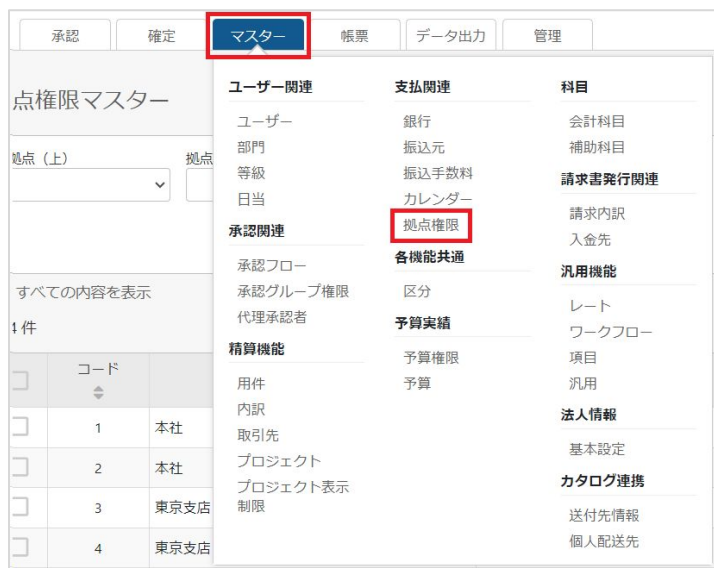 承認 確定 マスター 帳票 データ出力 管理
点権限マスター
拠点（上） 拠点
すべての内容を表示
件
コード
1 本社
2 本社
3 東京支店
4 東京支店
ユーザー関連
ユーザー
部門
等級
日当
承認関連
承認フロー
承認グループ権限
代理承認者
精算機能
用件
内訳
取引先
プロジェクト
プロジェクト表示
制限
支払関連
銀行
振込元
振込手数料
カレンダー
拠点権限
各機能共通
区分
予算実績
予算権限
予算
科目
会計科目
補助科目
請求書発行関連
請求内訳
入金先
汎用機能
レート
ワークフロー
項目
汎用
法人情報
基本設定
カタログ連携
送付先情報
個人配送先